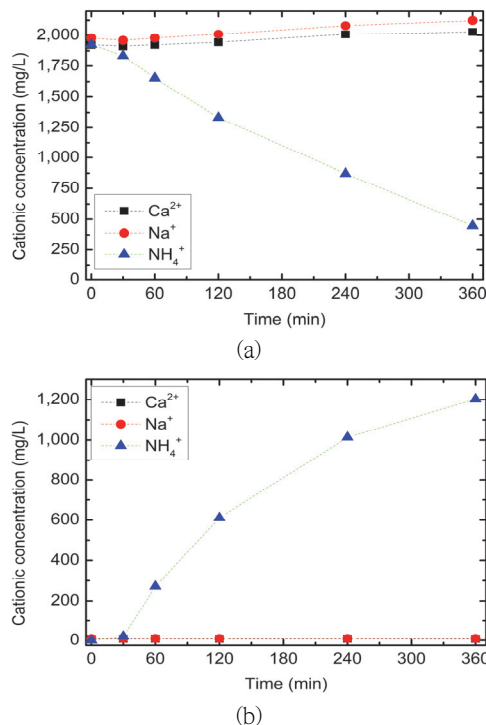 2,000
1,750
1,500
1,250
1,000
750
500
250
0
Cationic concentration (mg/L)
Ca²⁺
Na⁺
NH₄⁺
0 60 120 180 240 300 360
Time (min)
(a)
1,200
1,000
800
600
400
200
0
Cationic concentration (mg/L)
Ca²⁺
Na⁺
NH₄⁺
0 60 120 180 240 300 360
Time (min)
(b)